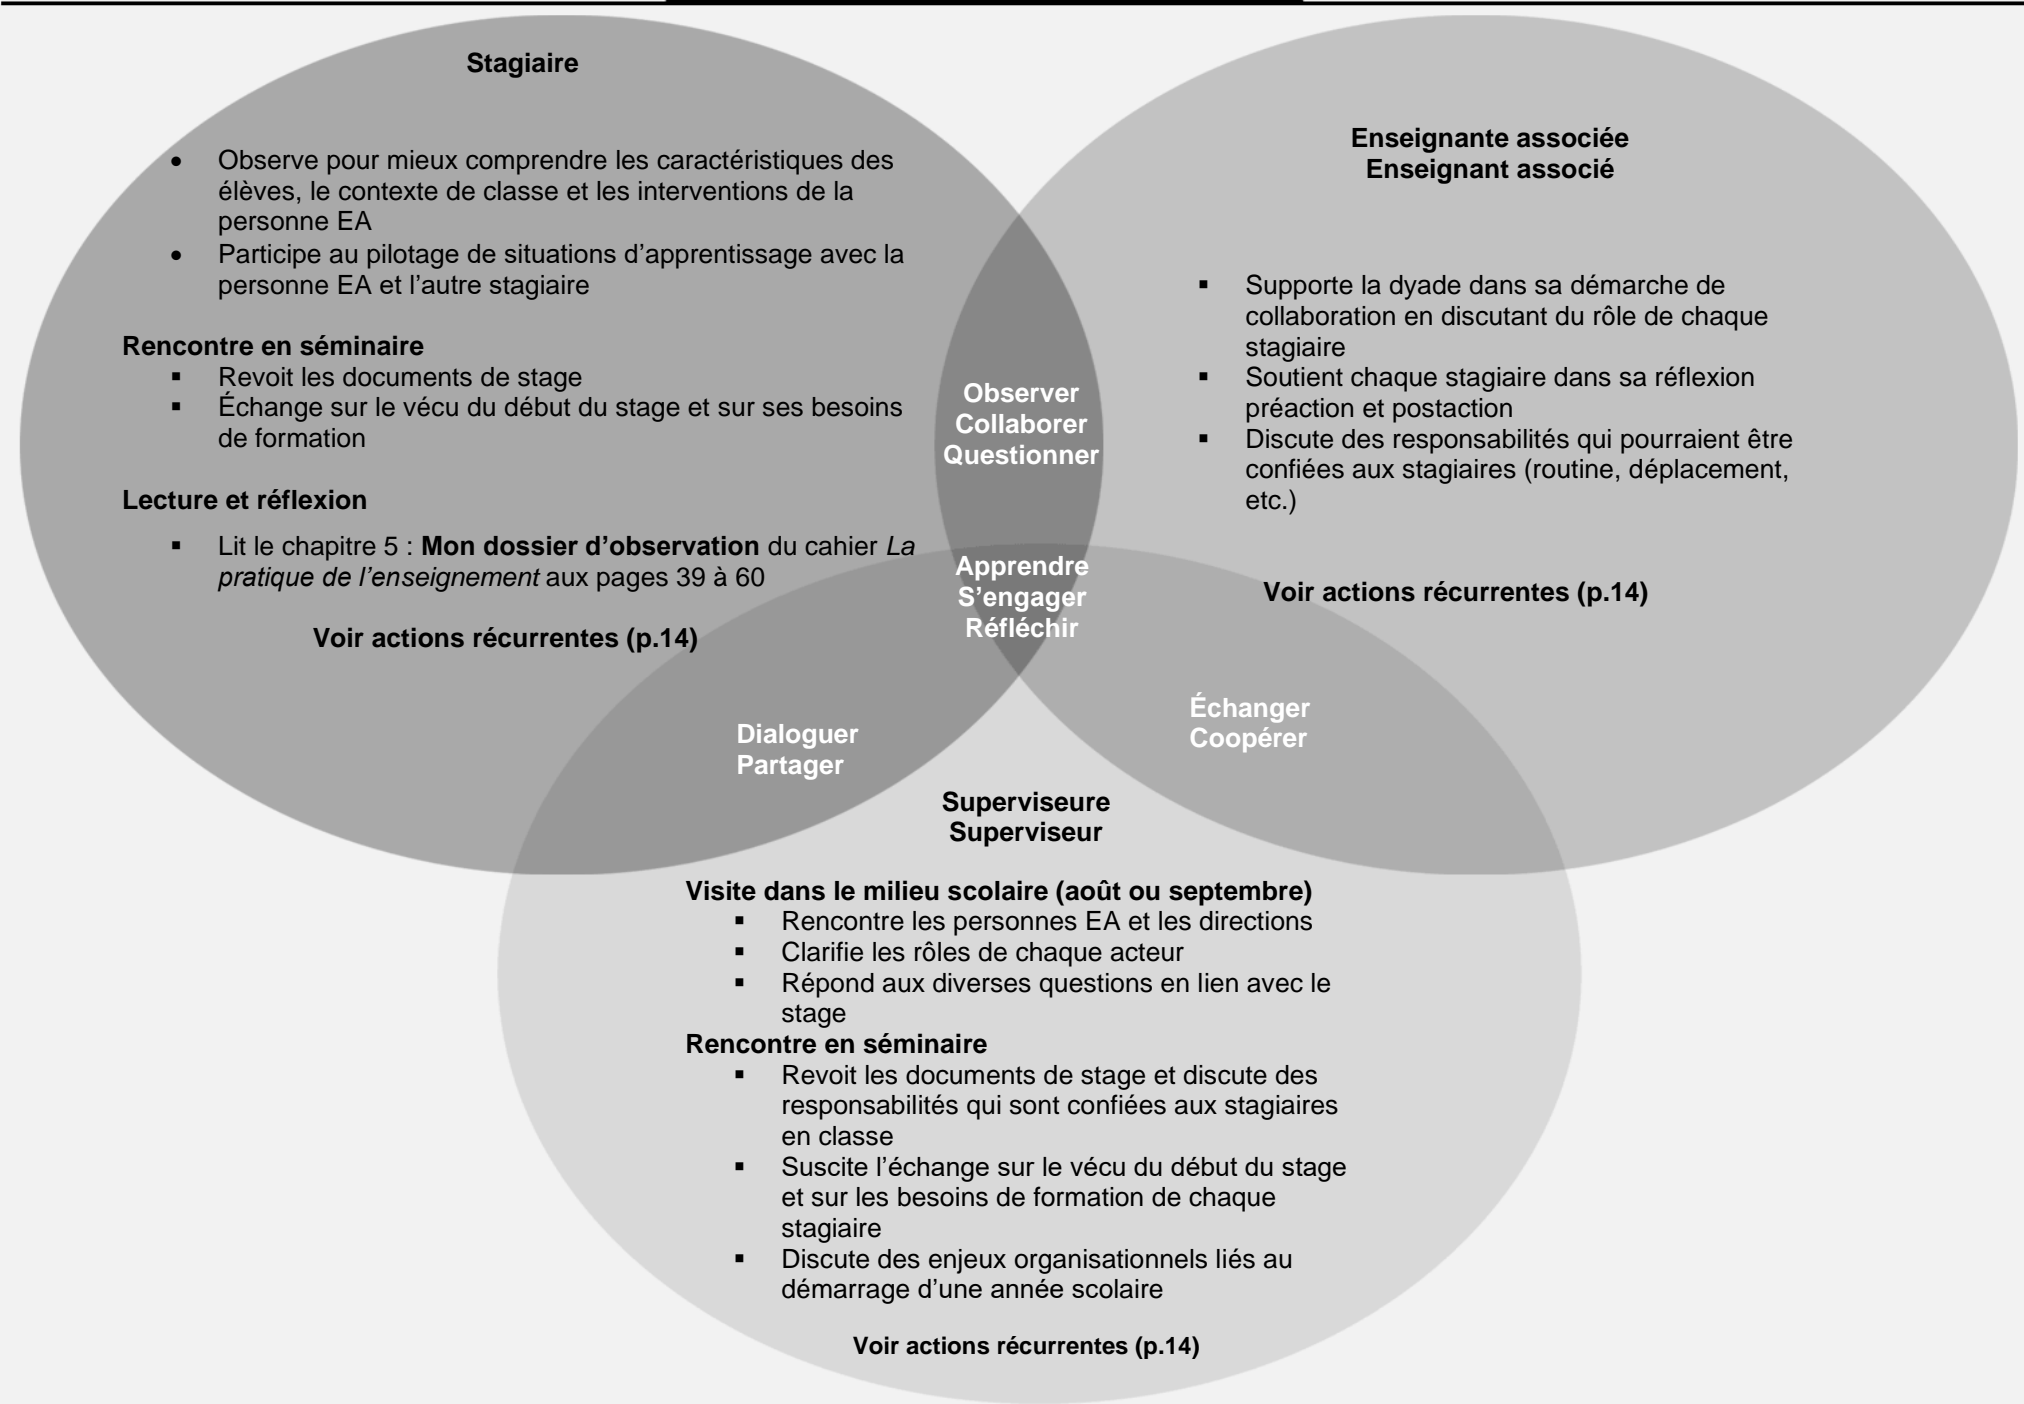 Stagiaire
• Observe pour mieux comprendre les caractéristiques des
élèves, le contexte de classe et les interventions de la
personne EA
• Participe au pilotage de situations d’apprentissage avec la
personne EA et l’autre stagiaire
Rencontre en séminaire
▪ Revoit les documents de stage
▪ Échange sur le vécu du début du stage et sur ses besoins
de formation
Lecture et réflexion
▪ Lit le chapitre 5 : Mon dossier d’observation du cahier La
pratique de l’enseignement aux pages 39 à 60
Voir actions récurrentes (p.14)
Enseignante associée
Enseignant associé
▪ Supporte la dyade dans sa démarche de
collaboration en discutant du rôle de chaque
stagiaire
▪ Soutient chaque stagiaire dans sa réflexion
préaction et postaction
▪ Discute des responsabilités qui pourraient être
confiées aux stagiaires (routine, déplacement,
etc.)
Voir actions récurrentes (p.14)
Observer
Collaborer
Questionner
Apprendre
S’engager
Réfléchir
Dialoguer
Partager
Échanger
Coopérer
Superviseure
Superviseur
Visite dans le milieu scolaire (août ou septembre)
▪ Rencontre les personnes EA et les directions
▪ Clarifie les rôles de chaque acteur
▪ Répond aux diverses questions en lien avec le
stage
Rencontre en séminaire
▪ Revoit les documents de stage et discute des
responsabilités qui sont confiées aux stagiaires
en classe
▪ Suscite l’échange sur le vécu du début du stage
et sur les besoins de formation de chaque
stagiaire
▪ Discute des enjeux organisationnels liés au
démarrage d’une année scolaire
Voir actions récurrentes (p.14)